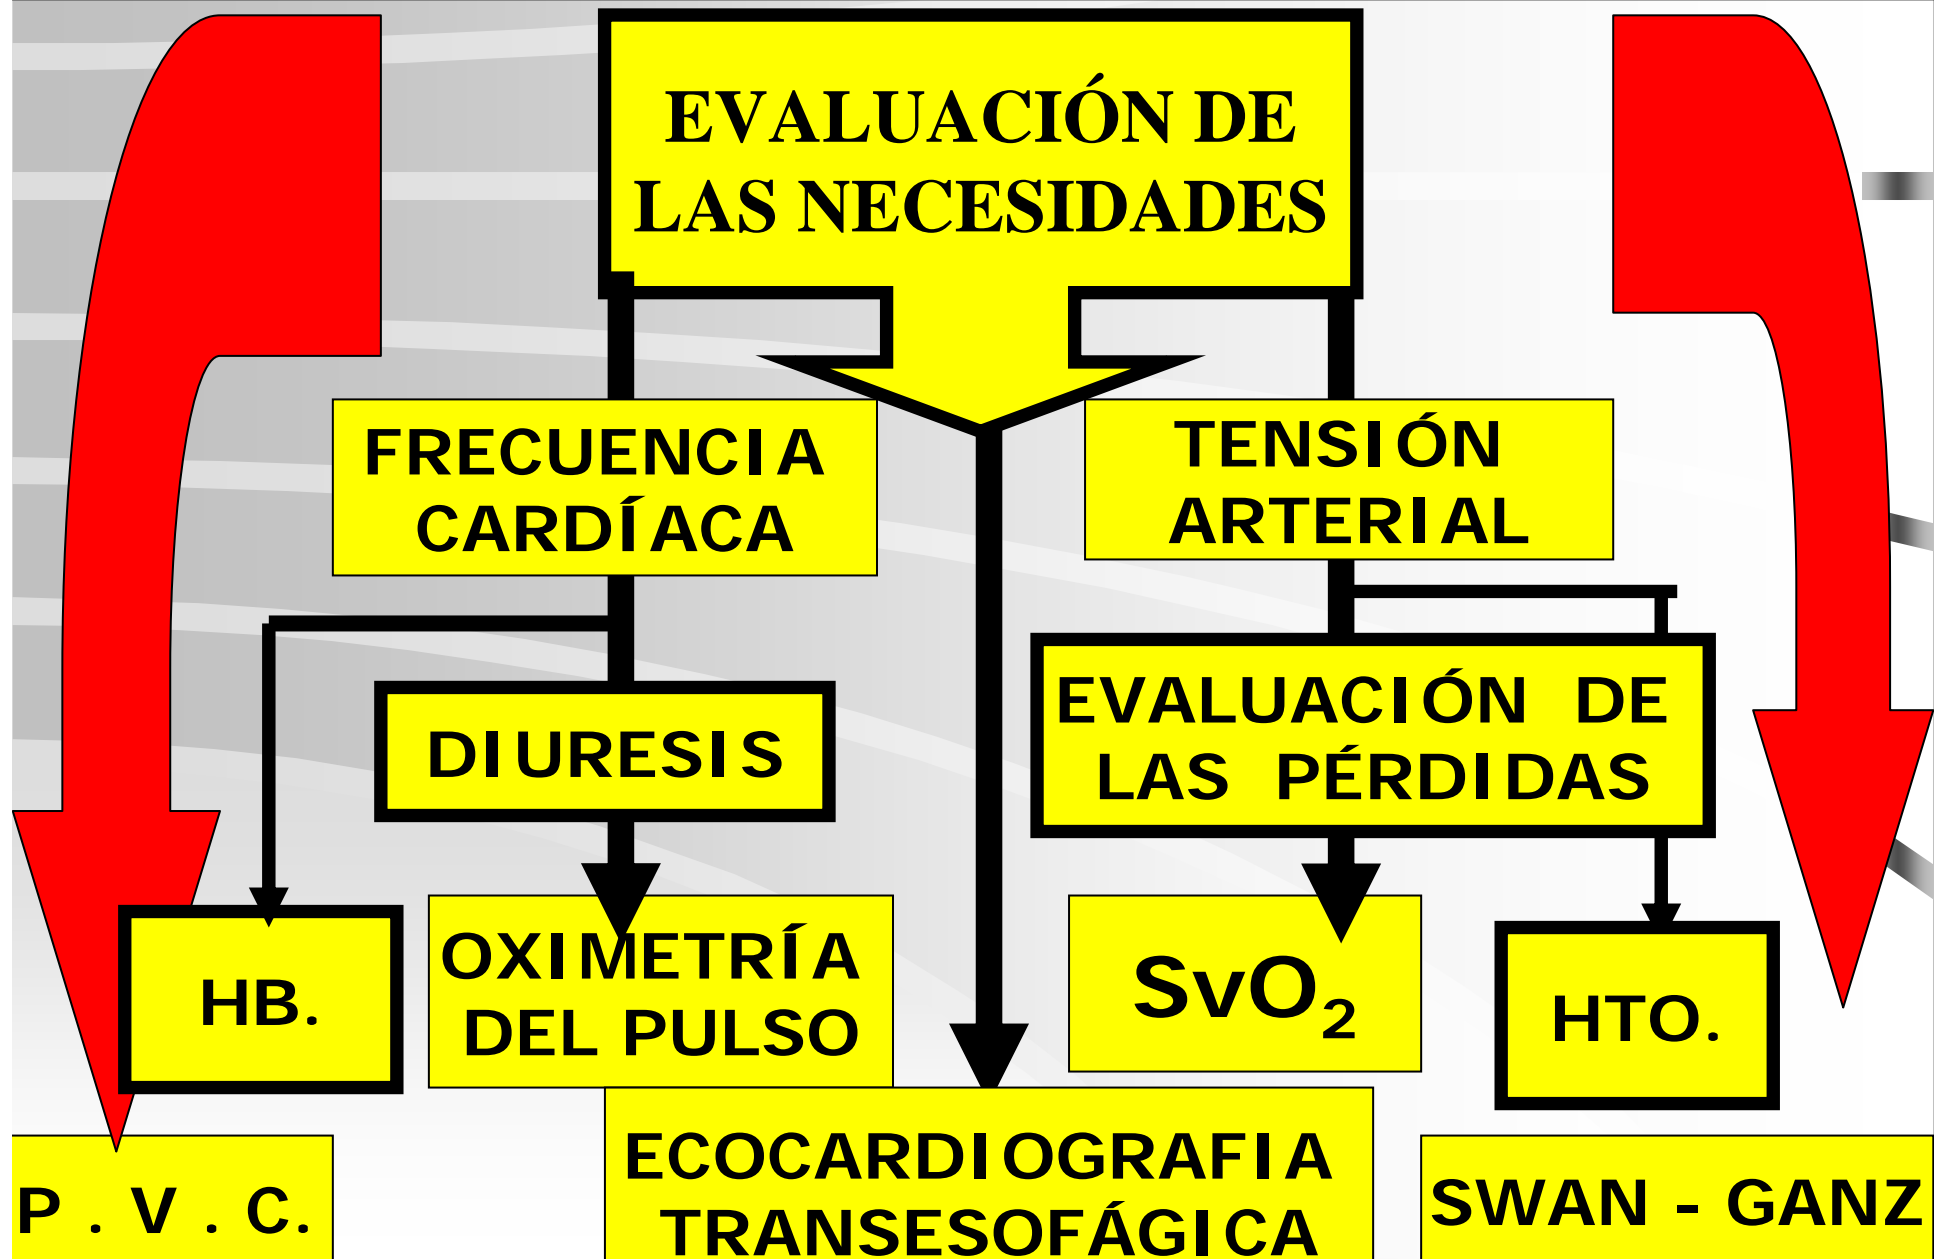 EVALUACIÓN DE
LAS NECESIDADES
FRECUENCIA
CARDÍACA
TENSIÓN
ARTERIAL
DIURESIS
EVALUACIÓN DE
LAS PÉRDIDAS
HB.
OXIMETRÍA
DEL PULSO
SvO₂
HTO.
ECOCARDIOGRAFIA
TRANSESOFÁGICA
P . V . C.
SWAN - GANZ